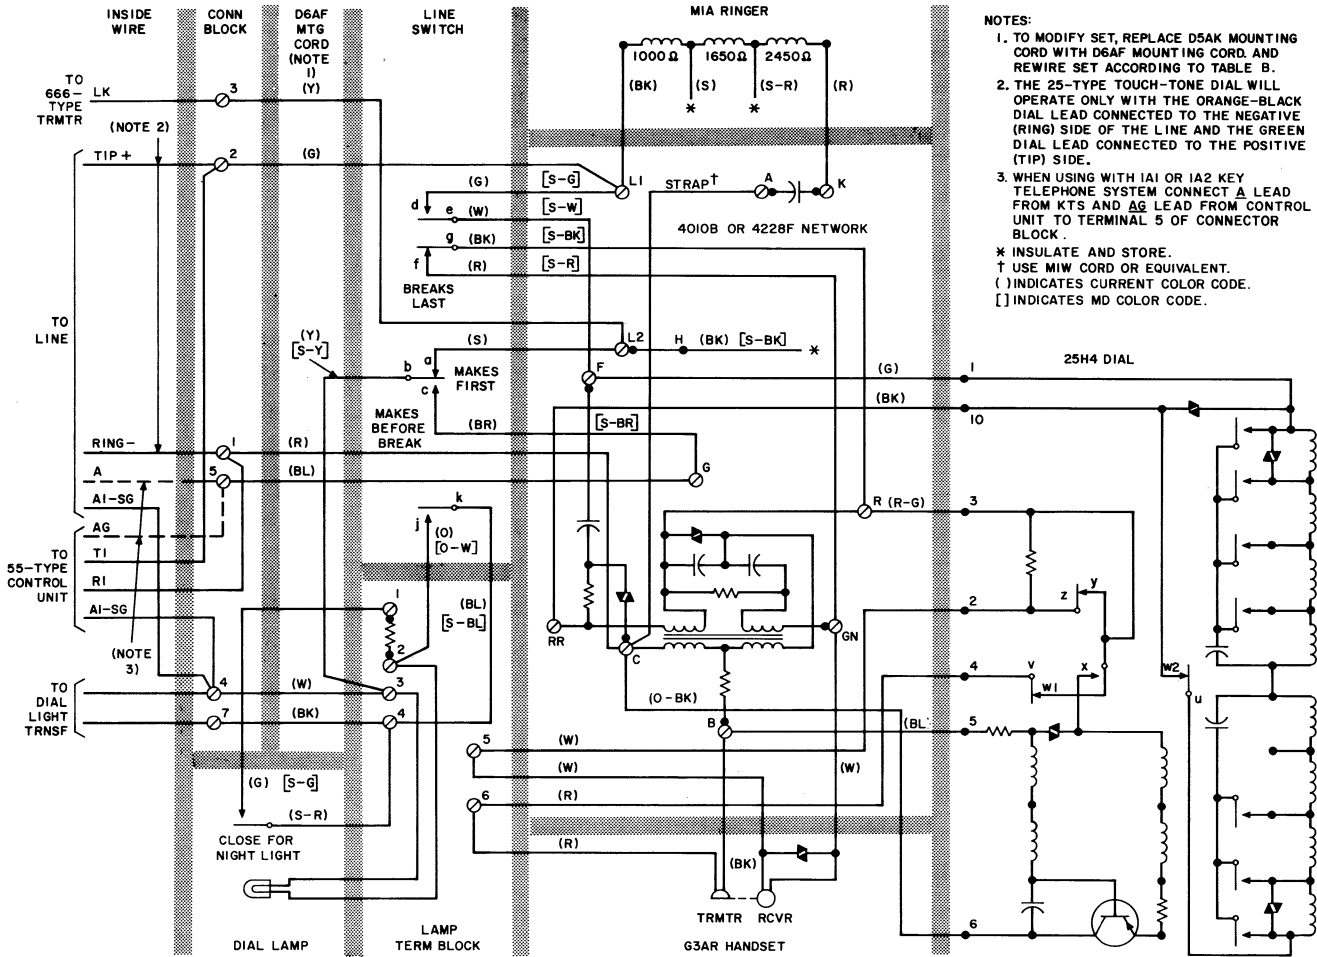 INSIDE
WIRE
CONN
BLOCK
D6AF
MTG
CORD
(NOTE
1)
(Y)
LINE
SWITCH
MIA RINGER
1000Ω
1650Ω
2450Ω
(BK)
(S)
(S-R)
(R)
*
*
TO
666-
TYPE
TRMTR
LK
3
(NOTE 2)
TIP +
2
(G)
(G)
[S-G]
L1
STRAP†
A
K
d
e
(W)
[S-W]
g
(BK)
[S-BK]
f
(R)
[S-R]
BREAKS
LAST
4010B OR 4228F NETWORK
TO
LINE
(Y)
[S-Y]
(S)
L2
H
(BK)
[S-BK]
*
a
b
c
MAKES
FIRST
F
(G)
1
25H4 DIAL
(BK)
10
MAKES
BEFORE
BREAK
(BR)
[S-BR]
RING-
1
(R)
A
5
(BL)
G
A1-SG
k
j
(O)
[O-W]
R (R-G)
3
AG
TO
55-TYPE
CONTROL
UNIT
T1
R1
A1-SG
(BL)
[S-BL]
1
2
RR
C
GN
2
z
y
(NOTE
3)
TO
DIAL
LIGHT
TRNSF
4
(W)
3
7
(BK)
4
(O-BK)
4
v
x
w1
w2
u
B
(BL)
5
5
(W)
(W)
(W)
6
(R)
(R)
(G)
[S-G]
(S-R)
CLOSE FOR
NIGHT LIGHT
(BK)
TRMTR
RCVR
6
DIAL LAMP
LAMP
TERM BLOCK
G3AR HANDSET
NOTES:
1. TO MODIFY SET, REPLACE D5AK MOUNTING
CORD WITH D6AF MOUNTING CORD. AND
REWIRE SET ACCORDING TO TABLE B.
2. THE 25-TYPE TOUCH-TONE DIAL WILL
OPERATE ONLY WITH THE ORANGE-BLACK
DIAL LEAD CONNECTED TO THE NEGATIVE
(RING) SIDE OF THE LINE AND THE GREEN
DIAL LEAD CONNECTED TO THE POSITIVE
(TIP) SIDE.
3. WHEN USING WITH 1A1 OR 1A2 KEY
TELEPHONE SYSTEM CONNECT A LEAD
FROM KTS AND AG LEAD FROM CONTROL
UNIT TO TERMINAL 5 OF CONNECTOR
BLOCK.
* INSULATE AND STORE.
† USE MIW CORD OR EQUIVALENT.
( ) INDICATES CURRENT COLOR CODE.
[ ] INDICATES MD COLOR CODE.